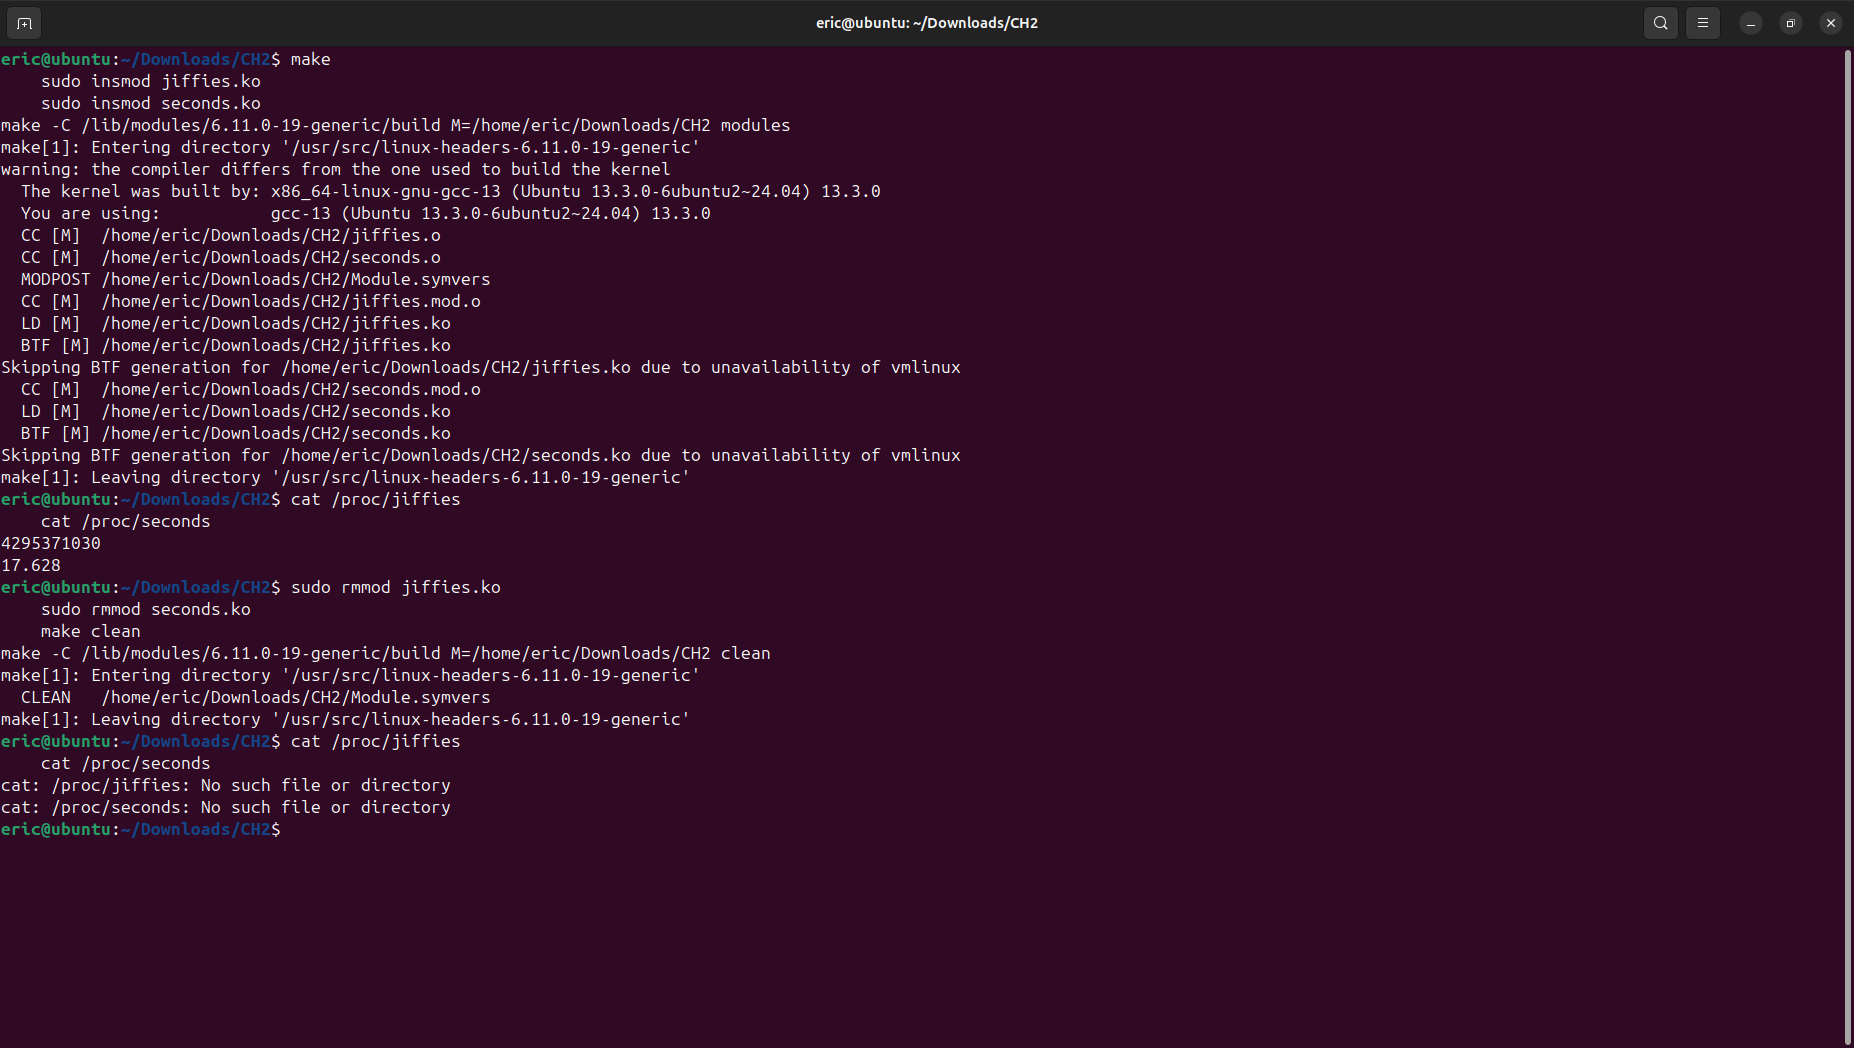 eric@ubuntu: ~/Downloads/CH2
eric@ubuntu:~/Downloads/CH2$ make
    sudo insmod jiffies.ko
    sudo insmod seconds.ko
make -C /lib/modules/6.11.0-19-generic/build M=/home/eric/Downloads/CH2 modules
make[1]: Entering directory '/usr/src/linux-headers-6.11.0-19-generic'
warning: the compiler differs from the one used to build the kernel
  The kernel was built by: x86_64-linux-gnu-gcc-13 (Ubuntu 13.3.0-6ubuntu2~24.04) 13.3.0
  You are using:           gcc-13 (Ubuntu 13.3.0-6ubuntu2~24.04) 13.3.0
  CC [M]  /home/eric/Downloads/CH2/jiffies.o
  CC [M]  /home/eric/Downloads/CH2/seconds.o
  MODPOST /home/eric/Downloads/CH2/Module.symvers
  CC [M]  /home/eric/Downloads/CH2/jiffies.mod.o
  LD [M]  /home/eric/Downloads/CH2/jiffies.ko
  BTF [M] /home/eric/Downloads/CH2/jiffies.ko
Skipping BTF generation for /home/eric/Downloads/CH2/jiffies.ko due to unavailability of vmlinux
  CC [M]  /home/eric/Downloads/CH2/seconds.mod.o
  LD [M]  /home/eric/Downloads/CH2/seconds.ko
  BTF [M] /home/eric/Downloads/CH2/seconds.ko
Skipping BTF generation for /home/eric/Downloads/CH2/seconds.ko due to unavailability of vmlinux
make[1]: Leaving directory '/usr/src/linux-headers-6.11.0-19-generic'
eric@ubuntu:~/Downloads/CH2$ cat /proc/jiffies
    cat /proc/seconds
4295371030
17.628
eric@ubuntu:~/Downloads/CH2$ sudo rmmod jiffies.ko
    sudo rmmod seconds.ko
    make clean
make -C /lib/modules/6.11.0-19-generic/build M=/home/eric/Downloads/CH2 clean
make[1]: Entering directory '/usr/src/linux-headers-6.11.0-19-generic'
  CLEAN   /home/eric/Downloads/CH2/Module.symvers
make[1]: Leaving directory '/usr/src/linux-headers-6.11.0-19-generic'
eric@ubuntu:~/Downloads/CH2$ cat /proc/jiffies
    cat /proc/seconds
cat: /proc/jiffies: No such file or directory
cat: /proc/seconds: No such file or directory
eric@ubuntu:~/Downloads/CH2$